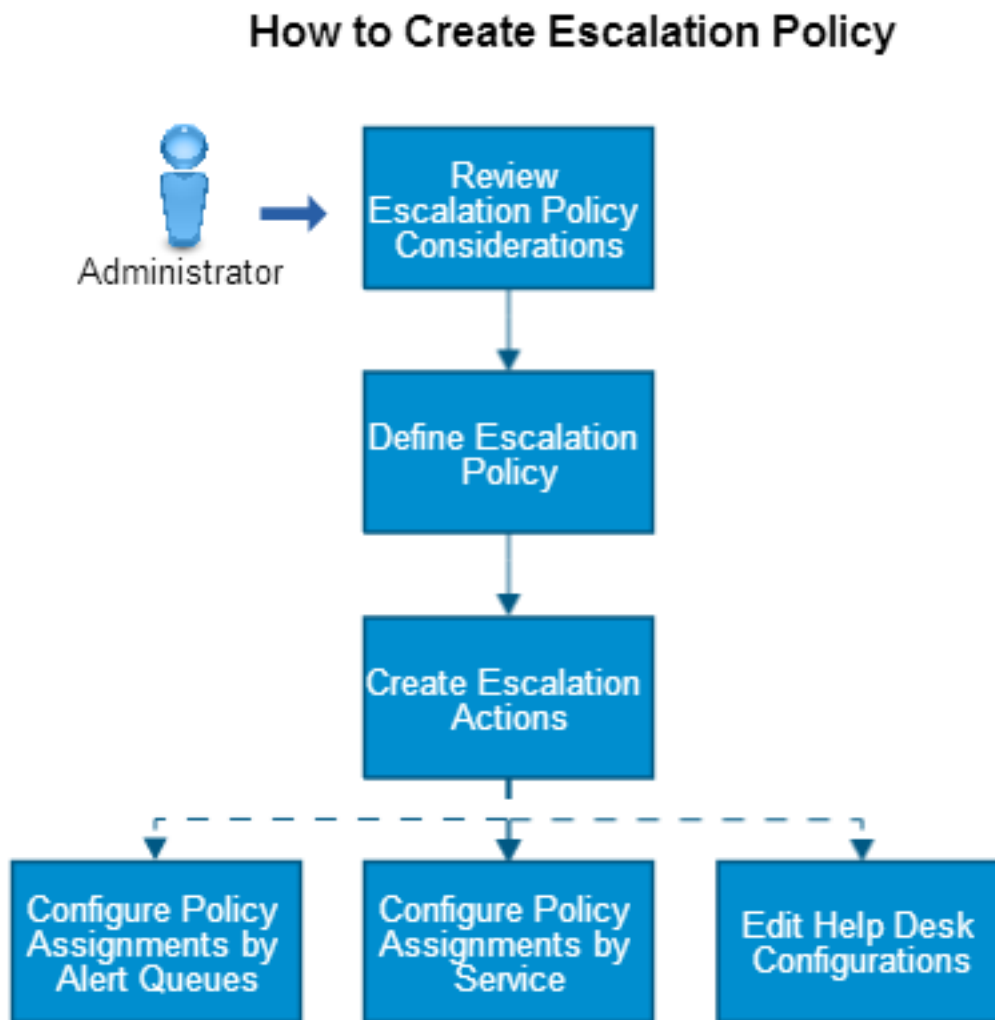 How to Create Escalation Policy
Administrator
Review
Escalation Policy
Considerations
Define Escalation
Policy
Create Escalation
Actions
Configure Policy
Assignments by
Alert Queues
Configure Policy
Assignments by
Service
Edit Help Desk
Configurations